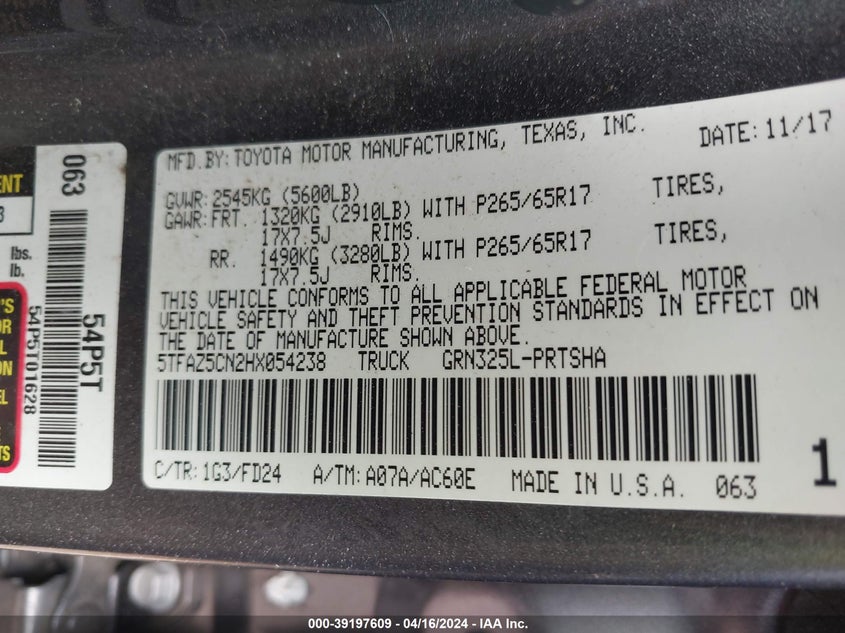 MFD.BY: TOYOTA MOTOR MANUFACTURING, TEXAS, INC. DATE: 11/17
GVWR: 2545KG (5600LB)
GAWR: FRT. 1320KG (2910LB) WITH P265/65R17 TIRES,
17X7.5J RIMS.
RR. 1490KG (3280LB) WITH P265/65R17 TIRES,
17X7.5J RIMS.
THIS VEHICLE CONFORMS TO ALL APPLICABLE FEDERAL MOTOR
VEHICLE SAFETY AND THEFT PREVENTION STANDARDS IN EFFECT ON
THE DATE OF MANUFACTURE SHOWN ABOVE.
5TFAZ5CN2HX054238 TRUCK GRN325L-PRTSHA
C/TR: 1G3/FD24 A/TM: A07A/AC60E MADE IN U.S.A. 063
1
063
54P5T
54P5T01628
lbs.
lb.
000-39197609 / 04/16/2024 / IAA Inc.